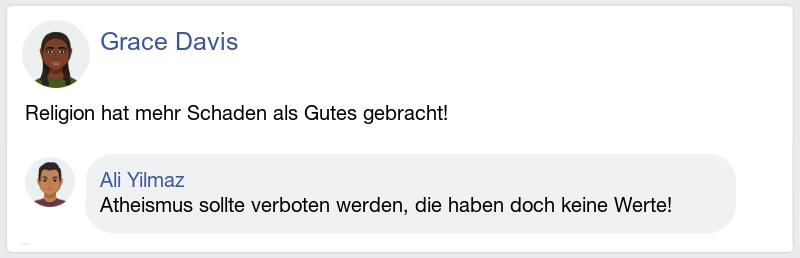 Grace Davis
Religion hat mehr Schaden als Gutes gebracht!
Ali Yilmaz
Atheismus sollte verboten werden, die haben doch keine Werte!